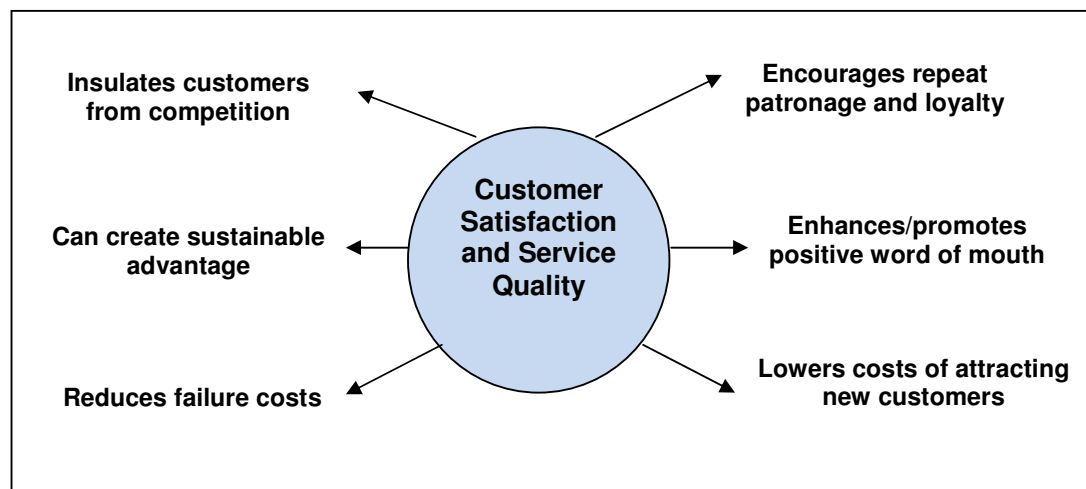 Insulates customers
from competition
Encourages repeat
patronage and loyalty
Customer
Satisfaction
and Service
Quality
Can create sustainable
advantage
Enhances/promotes
positive word of mouth
Reduces failure costs
Lowers costs of attracting
new customers